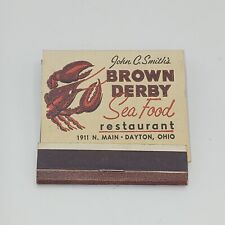 John C. Smith's
BROWN
DERBY
Sea Food
restaurant
1911 N. MAIN • DAYTON, OHIO